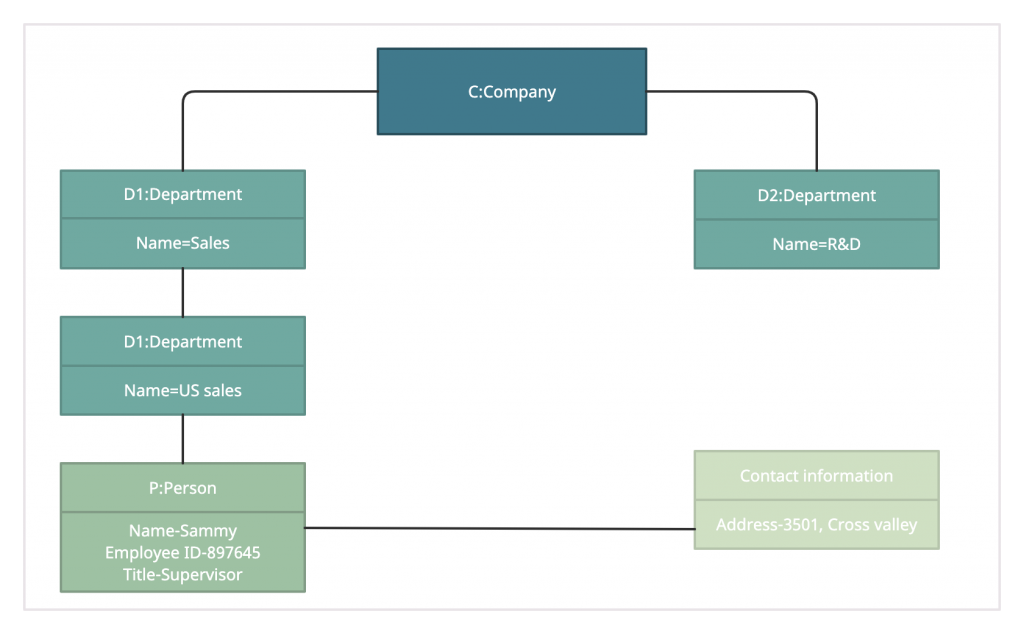 C:Company
D1:Department
Name=Sales
D2:Department
Name=R&D
D1:Department
Name=US sales
P:Person
Name-Sammy
Employee ID-897645
Title-Supervisor
Contact information
Address-3501, Cross valley